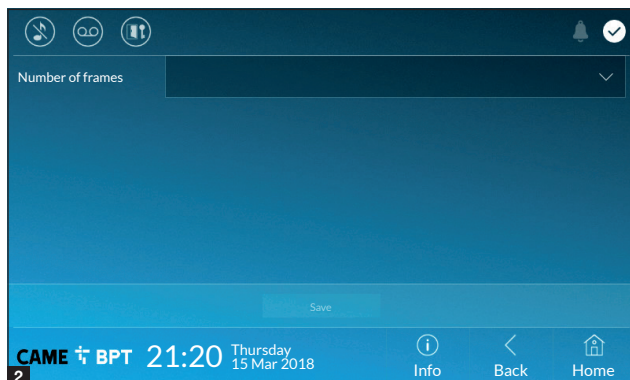 Number of frames
Save
CAME BPT 21:20 Thursday
15 Mar 2018
Info Back Home
2